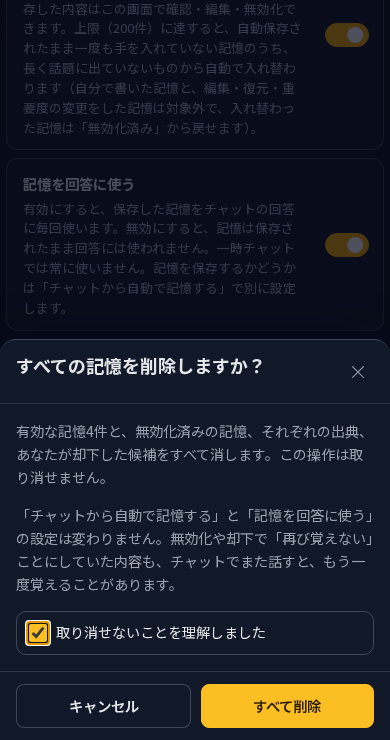 存した内容はこの画面で確認・編集・無効化で
きます。上限（200件）に達すると、自動保存さ
れたまま一度も手を入れていない記憶のうち、
長く話題に出ていないものから自動で入れ替わ
ります（自分で書いた記憶と、編集・復元・重
要度の変更をした記憶は対象外で、入れ替わっ
た記憶は「無効化済み」から戻せます）。
記憶を回答に使う
有効にすると、保存した記憶をチャットの回答
に毎回使います。無効にすると、記憶は保存さ
れたまま回答には使われません。一時チャット
では常に使いません。記憶を保存するかどうか
は「チャットから自動で記憶する」で別に設定
します。
すべての記憶を削除しますか？
有効な記憶4件と、無効化済みの記憶、それぞれの出典、
あなたが却下した候補をすべて消します。この操作は取
り消せません。
「チャットから自動で記憶する」と「記憶を回答に使う」
の設定は変わりません。無効化や却下で「再び覚えない」
ことにしていた内容も、チャットでまた話すと、もう一
度覚えることがあります。
取り消せないことを理解しました
キャンセル
すべて削除